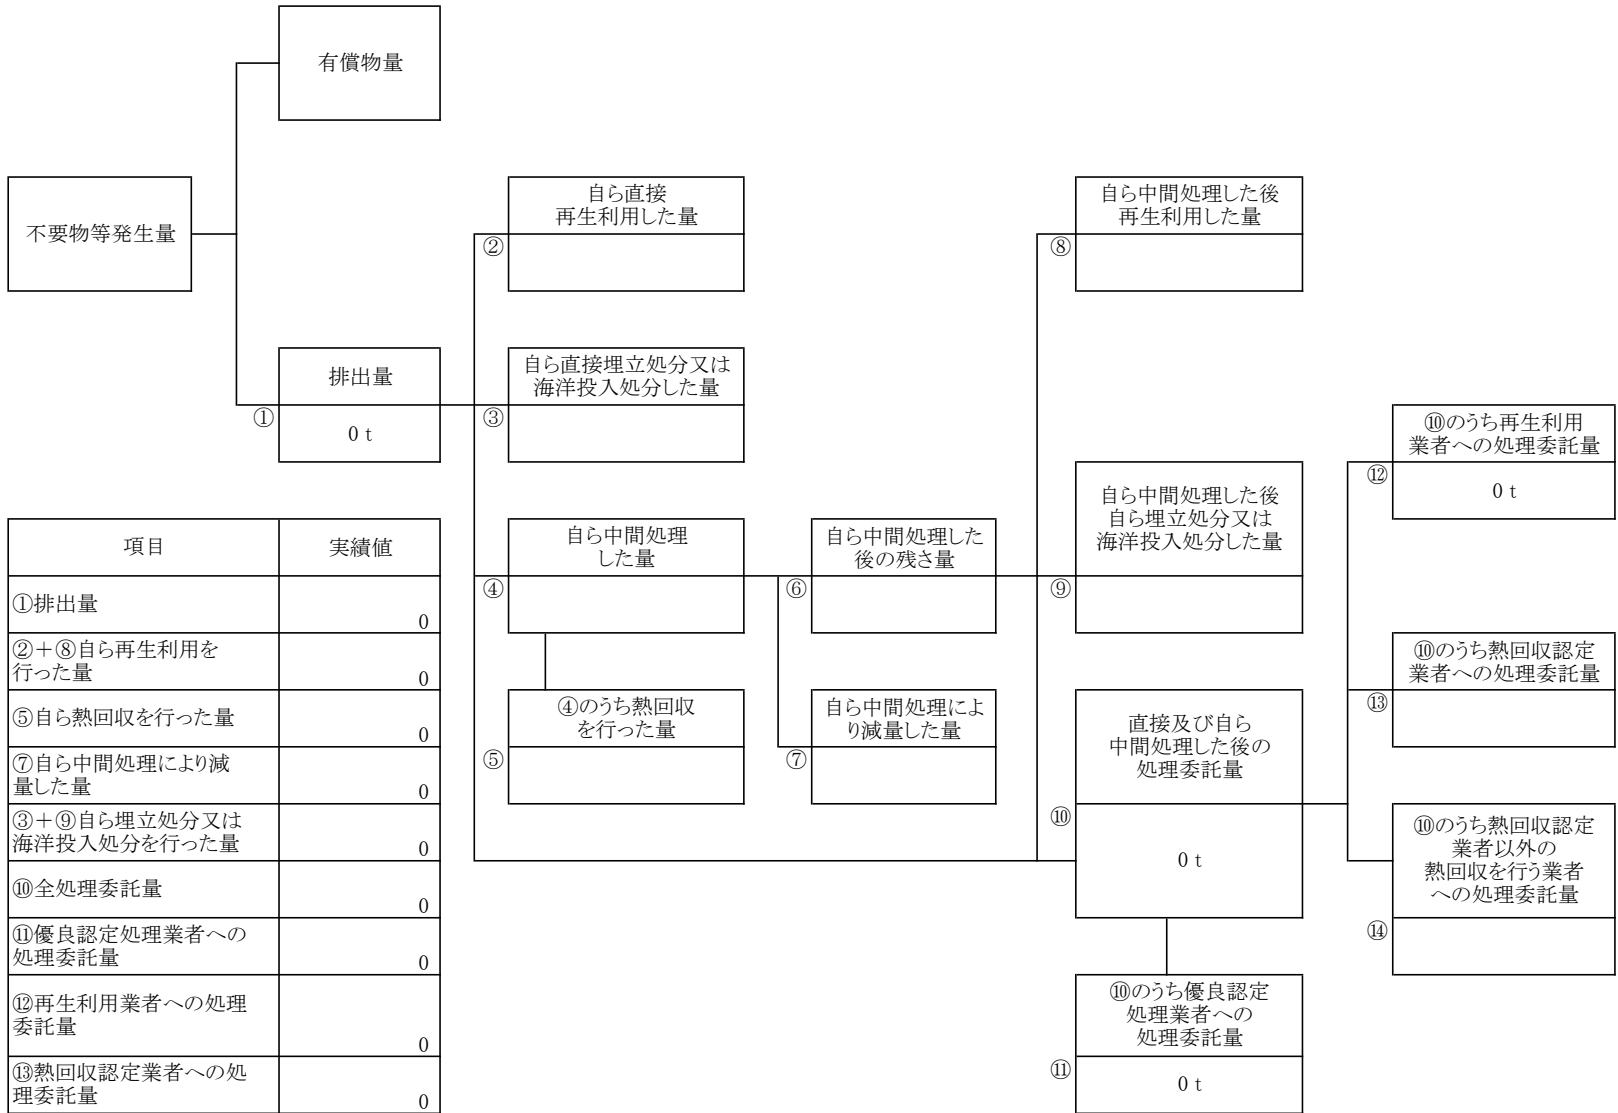 有償物量
不要物等発生量
排出量
①
0 t
自ら直接
再生利用した量
②
自ら直接埋立処分又は
海洋投入処分した量
③
自ら中間処理
した量
④
④のうち熱回収
を行った量
⑤
自ら中間処理した
後の残さ量
⑥
自ら中間処理によ
り減量した量
⑦
自ら中間処理した後
再生利用した量
⑧
自ら中間処理した後
自ら埋立処分又は
海洋投入処分した量
⑨
直接及び自ら
中間処理した後の
処理委託量
⑩
0 t
⑩のうち優良認定
処理業者への
処理委託量
⑪
0 t
⑩のうち再生利用
業者への処理委託量
⑫
0 t
⑩のうち熱回収認定
業者への処理委託量
⑬
⑩のうち熱回収認定
業者以外の
熱回収を行う業者
への処理委託量
⑭
項目 実績値
①排出量
0
②+⑧自ら再生利用を
行った量
0
⑤自ら熱回収を行った量
0
⑦自ら中間処理により減
量した量
0
③+⑨自ら埋立処分又は
海洋投入処分を行った量
0
⑩全処理委託量
0
⑪優良認定処理業者への
処理委託量
0
⑫再生利用業者への処理
委託量
0
⑬熱回収認定業者への処
理委託量
0